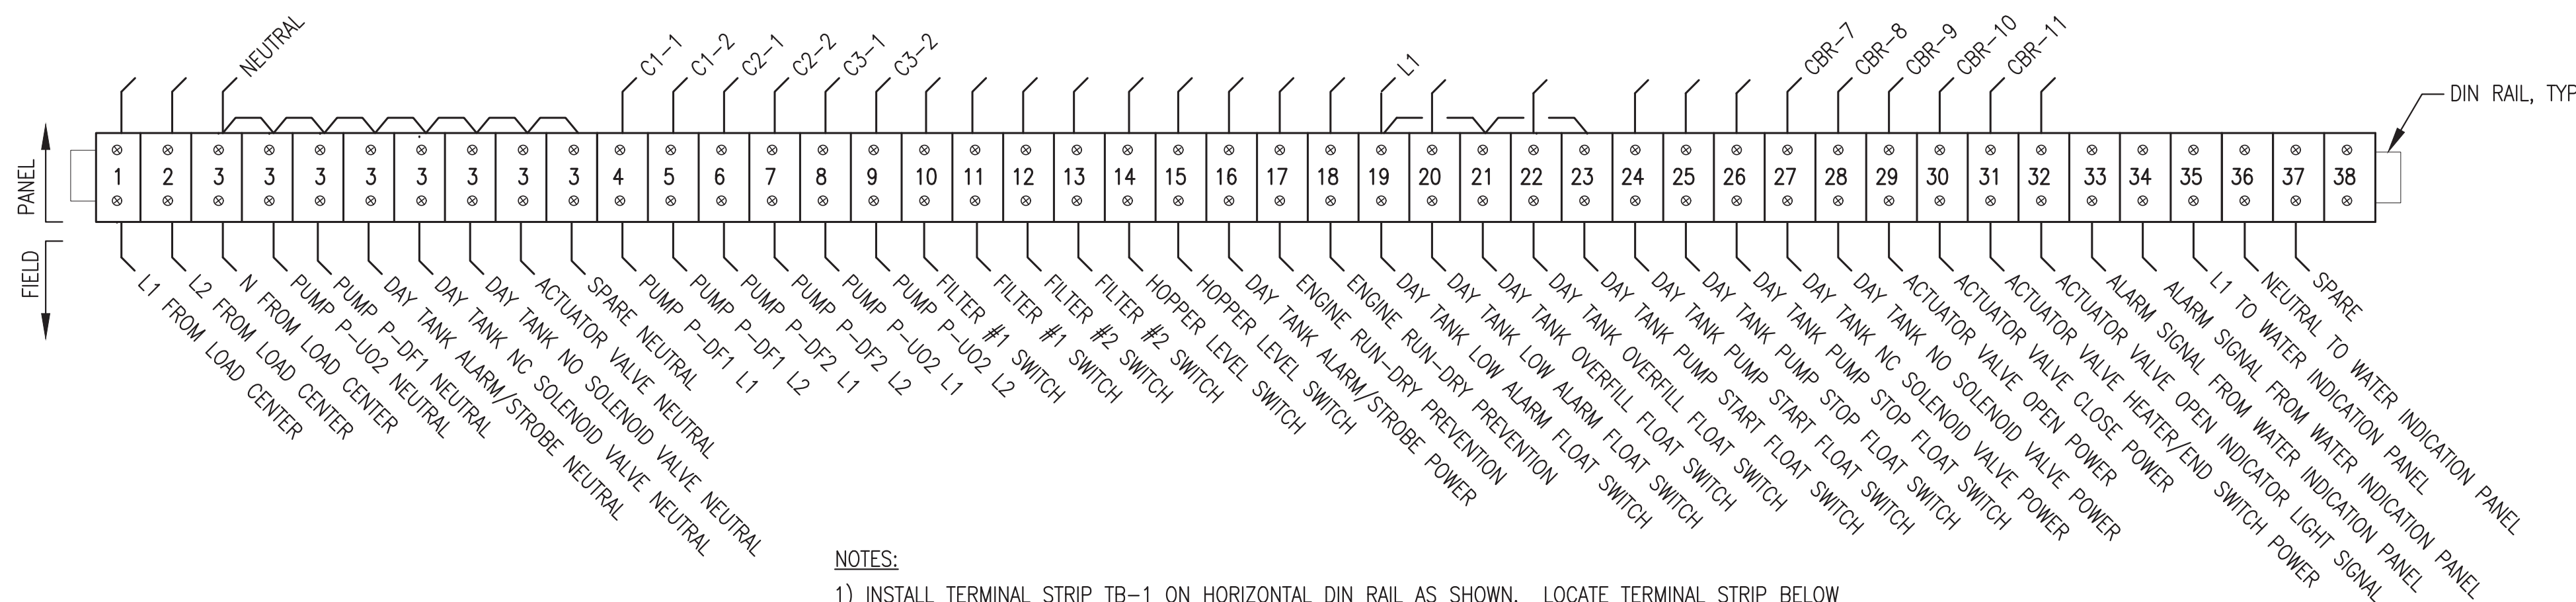 NEUTRAL
C1-1
C1-2
C2-1
C2-2
C3-1
C3-2
L1
CBR-7
CBR-8
CBR-9
CBR-10
CBR-11
DIN RAIL, TYP
PANEL
1 2 3 3 3 3 3 3 3 3 4 5 6 7 8 9 10 11 12 13 14 15 16 17 18 19 20 21 22 23 24 25 26 27 28 29 30 31 32 33 34 35 36 37 38
FIELD
L1 FROM LOAD CENTER
L2 FROM LOAD CENTER
N FROM LOAD CENTER
PUMP P-U02 NEUTRAL
PUMP P-DF1 NEUTRAL
DAY TANK ALARM/STROBE NEUTRAL
DAY TANK NC SOLENOID VALVE NEUTRAL
DAY TANK NO SOLENOID VALVE NEUTRAL
ACTUATOR VALVE NEUTRAL
SPARE NEUTRAL
PUMP P-DF1 L1
PUMP P-DF1 L2
PUMP P-DF2 L1
PUMP P-DF2 L2
PUMP P-U02 L1
PUMP P-U02 L2
FILTER #1 SWITCH
FILTER #1 SWITCH
FILTER #2 SWITCH
FILTER #2 SWITCH
HOPPER LEVEL SWITCH
HOPPER LEVEL SWITCH
DAY TANK ALARM/STROBE POWER
ENGINE RUN-DRY PREVENTION
ENGINE RUN-DRY PREVENTION
DAY TANK LOW ALARM FLOAT SWITCH
DAY TANK LOW ALARM FLOAT SWITCH
DAY TANK OVERFILL FLOAT SWITCH
DAY TANK OVERFILL FLOAT SWITCH
DAY TANK PUMP START FLOAT SWITCH
DAY TANK PUMP START FLOAT SWITCH
DAY TANK PUMP STOP FLOAT SWITCH
DAY TANK PUMP STOP FLOAT SWITCH
DAY TANK NC SOLENOID VALVE POWER
DAY TANK NO SOLENOID VALVE POWER
ACTUATOR VALVE OPEN POWER
ACTUATOR VALVE CLOSE POWER
ACTUATOR VALVE HEATER/END SWITCH POWER
ACTUATOR VALVE OPEN INDICATOR LIGHT SIGNAL
ALARM SIGNAL FROM WATER INDICATION PANEL
ALARM SIGNAL FROM WATER INDICATION PANEL
L1 TO WATER INDICATION PANEL
NEUTRAL TO WATER INDICATION PANEL
SPARE
NOTES:
1) INSTALL TERMINAL STRIP TB-1 ON HORIZONTAL DIN RAIL AS SHOWN. LOCATE TERMINAL STRIP BELOW